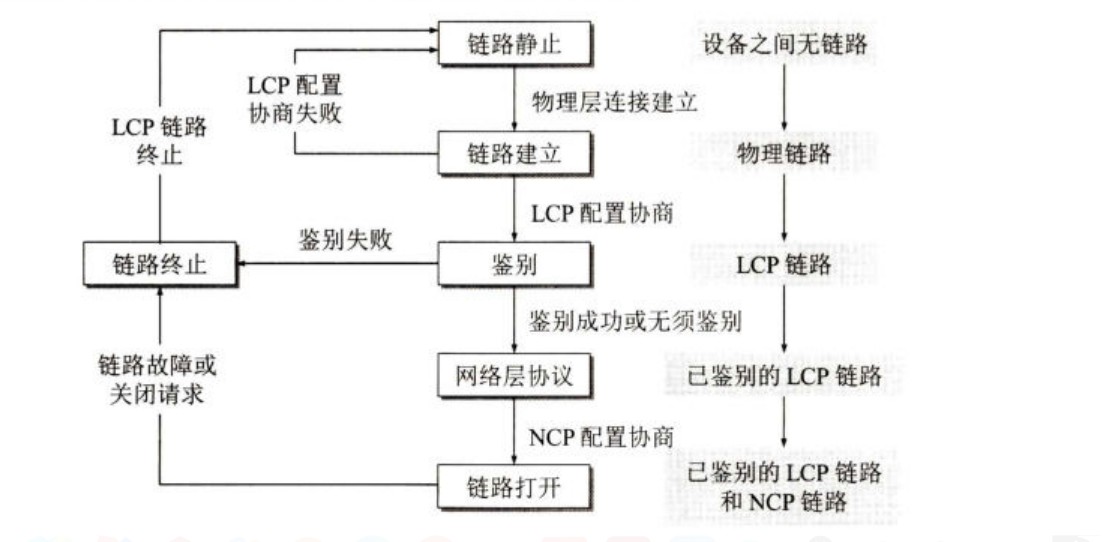 链路静止
设备之间无链路
LCP 配置
协商失败
物理层连接建立
LCP 链路
终止
链路建立
物理链路
LCP 配置协商
鉴别失败
链路终止
鉴别
LCP 链路
鉴别成功或无须鉴别
链路故障或
关闭请求
网络层协议
已鉴别的 LCP 链路
NCP 配置协商
链路打开
已鉴别的 LCP 链路
和 NCP 链路